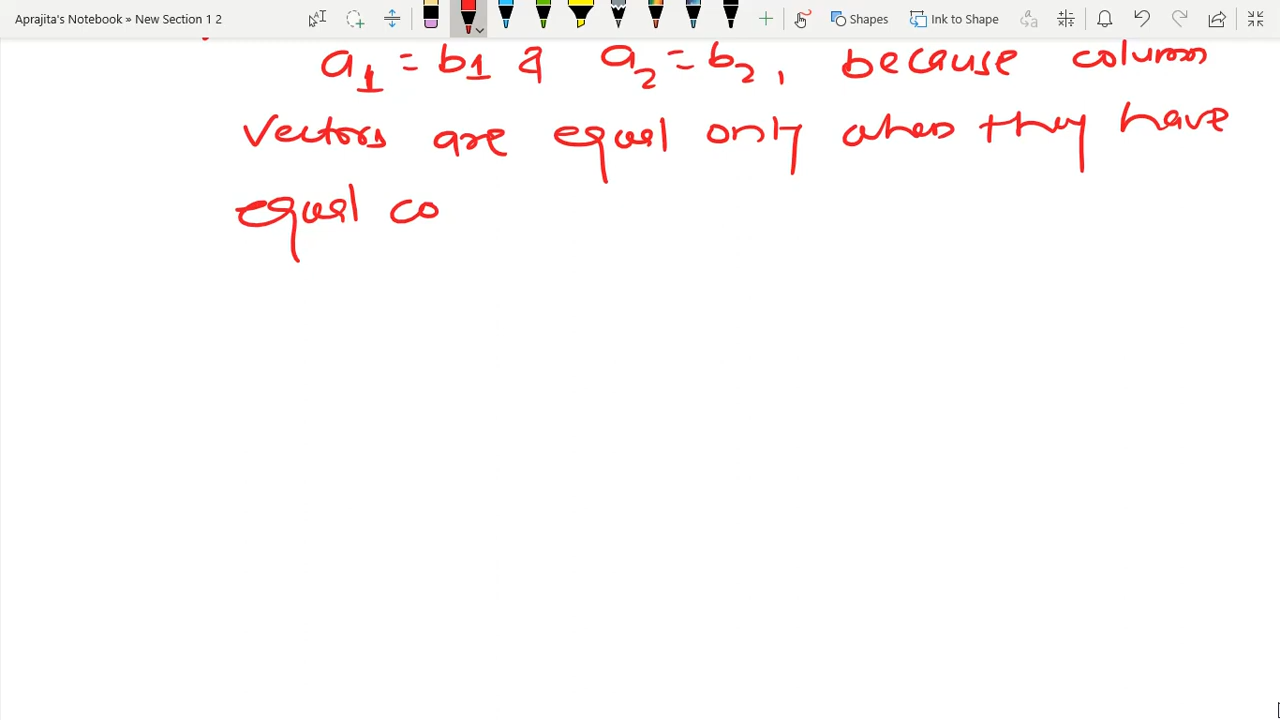 Aprajita's Notebook » New Section 1 2
Shapes
Ink to Shape
a1 = b1 & a2 = b2, because column
vectors are equal only when they have
equal co